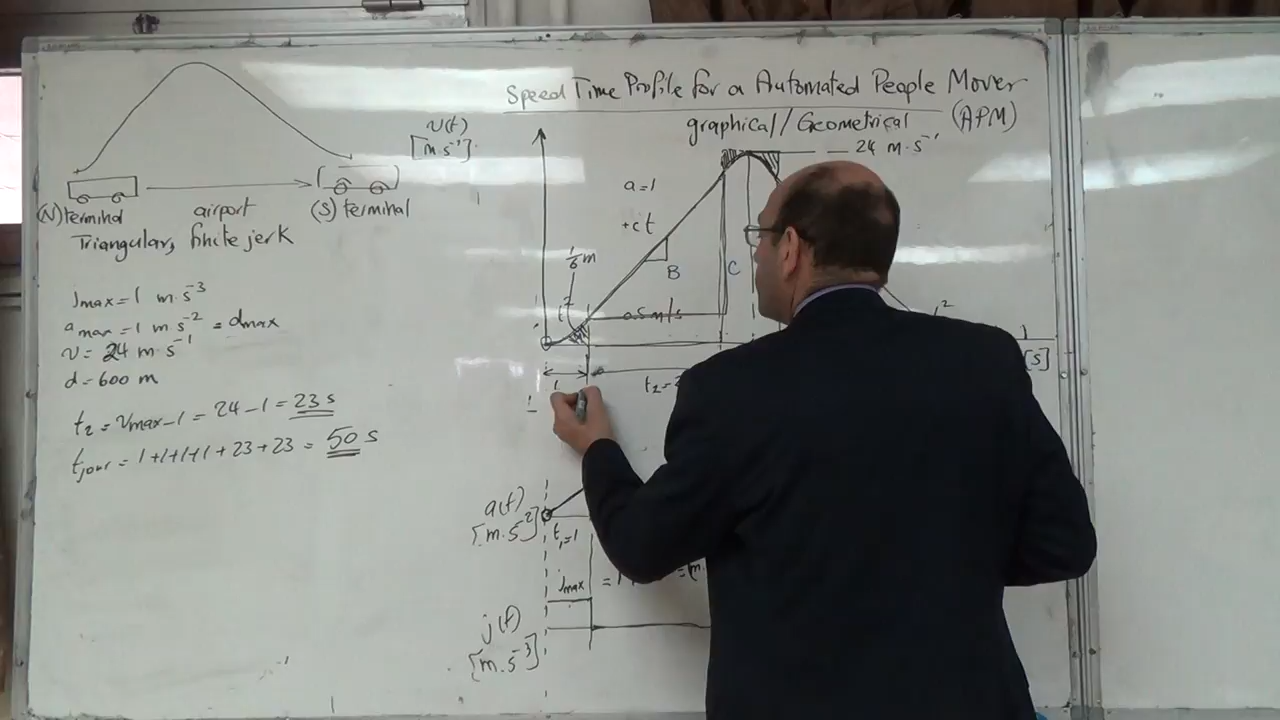 Speed Time Profile for a Automated People Mover
graphical/Geometrical (APM)
(N) terminal airport (S) terminal
Triangular, finite jerk
jmax = 1 m·s⁻³
amax = 1 m·s⁻² = dmax
v = 24 m·s⁻¹
d = 600 m
t₂ = vmax-1 = 24-1 = 23 s
tjour = 1+1+1+1+23+23 = 50 s
v(t)
[m·s⁻¹]
24 m·s⁻¹
a=1
+ct
1/6 m
B
C
0.5 m/s
[s]
t₂=
a(t)
[m·s⁻²]
t₁=1
jmax
j(t)
[m·s⁻³]